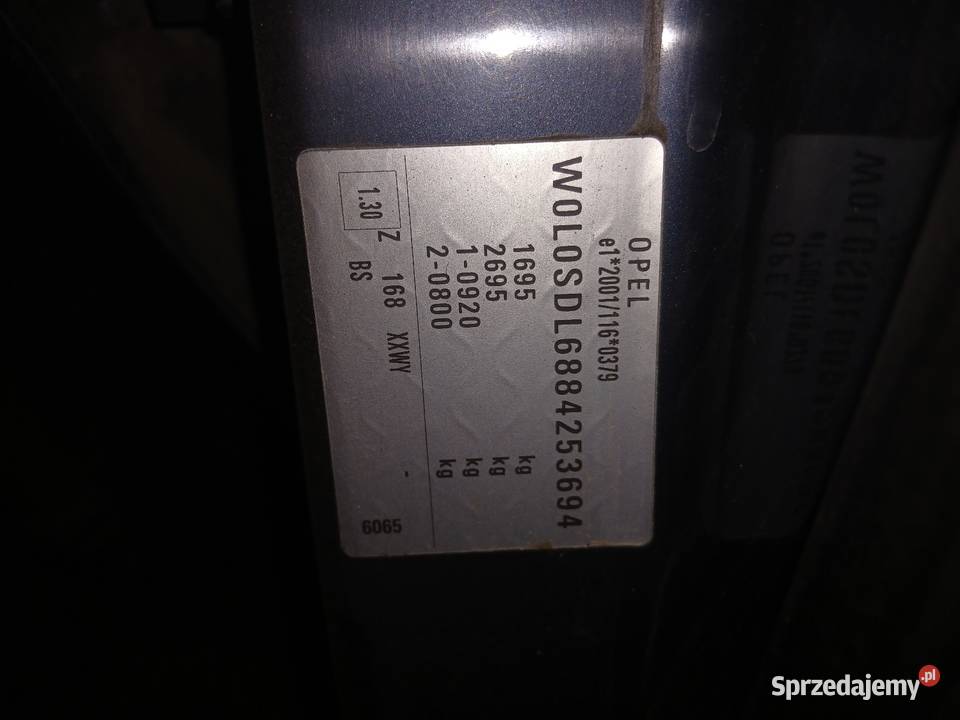 OPEL
e1*2001/116*0379
W0L0SDL6884253694
1695 kg
2695 kg
1-0920 kg
2-0800 kg
Z 168 XXWY -
1.30 BS 6065
Sprzedajemy.pl